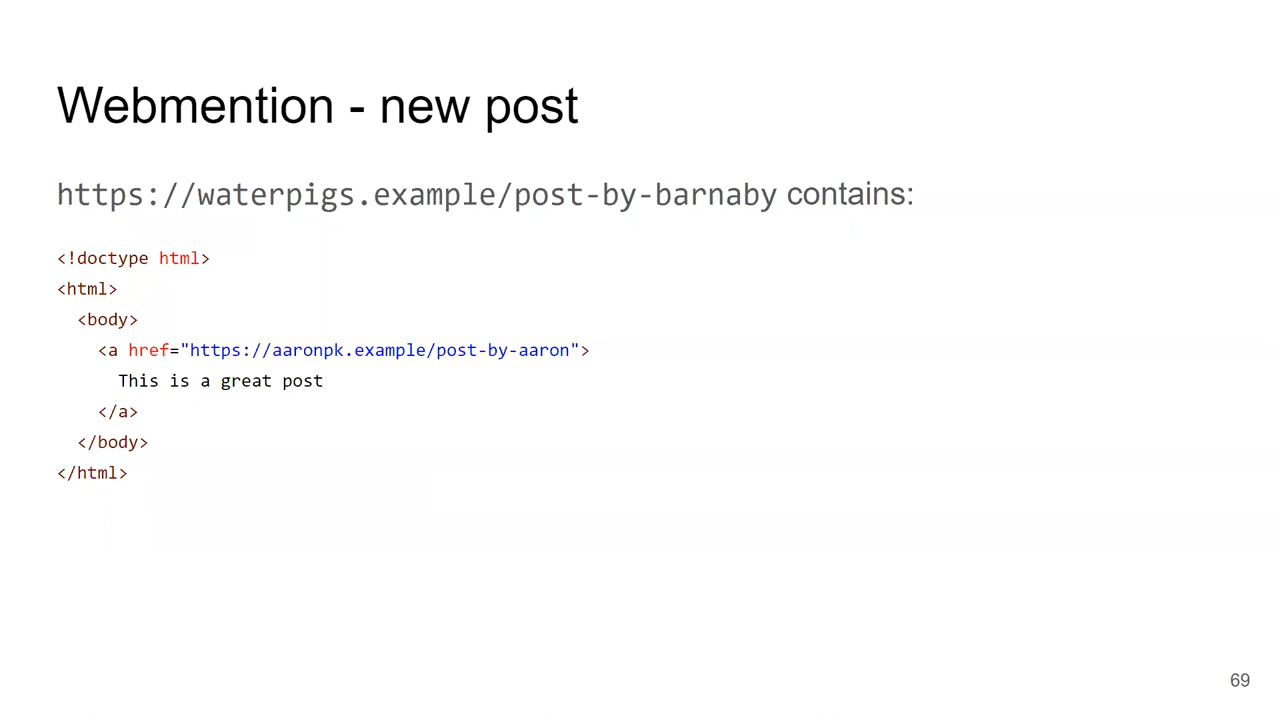 Webmention - new post
https://waterpigs.example/post-by-barnaby contains:
<!doctype html>
<html>
  <body>
    <a href="https://aaronpk.example/post-by-aaron">
      This is a great post
    </a>
  </body>
</html>
69